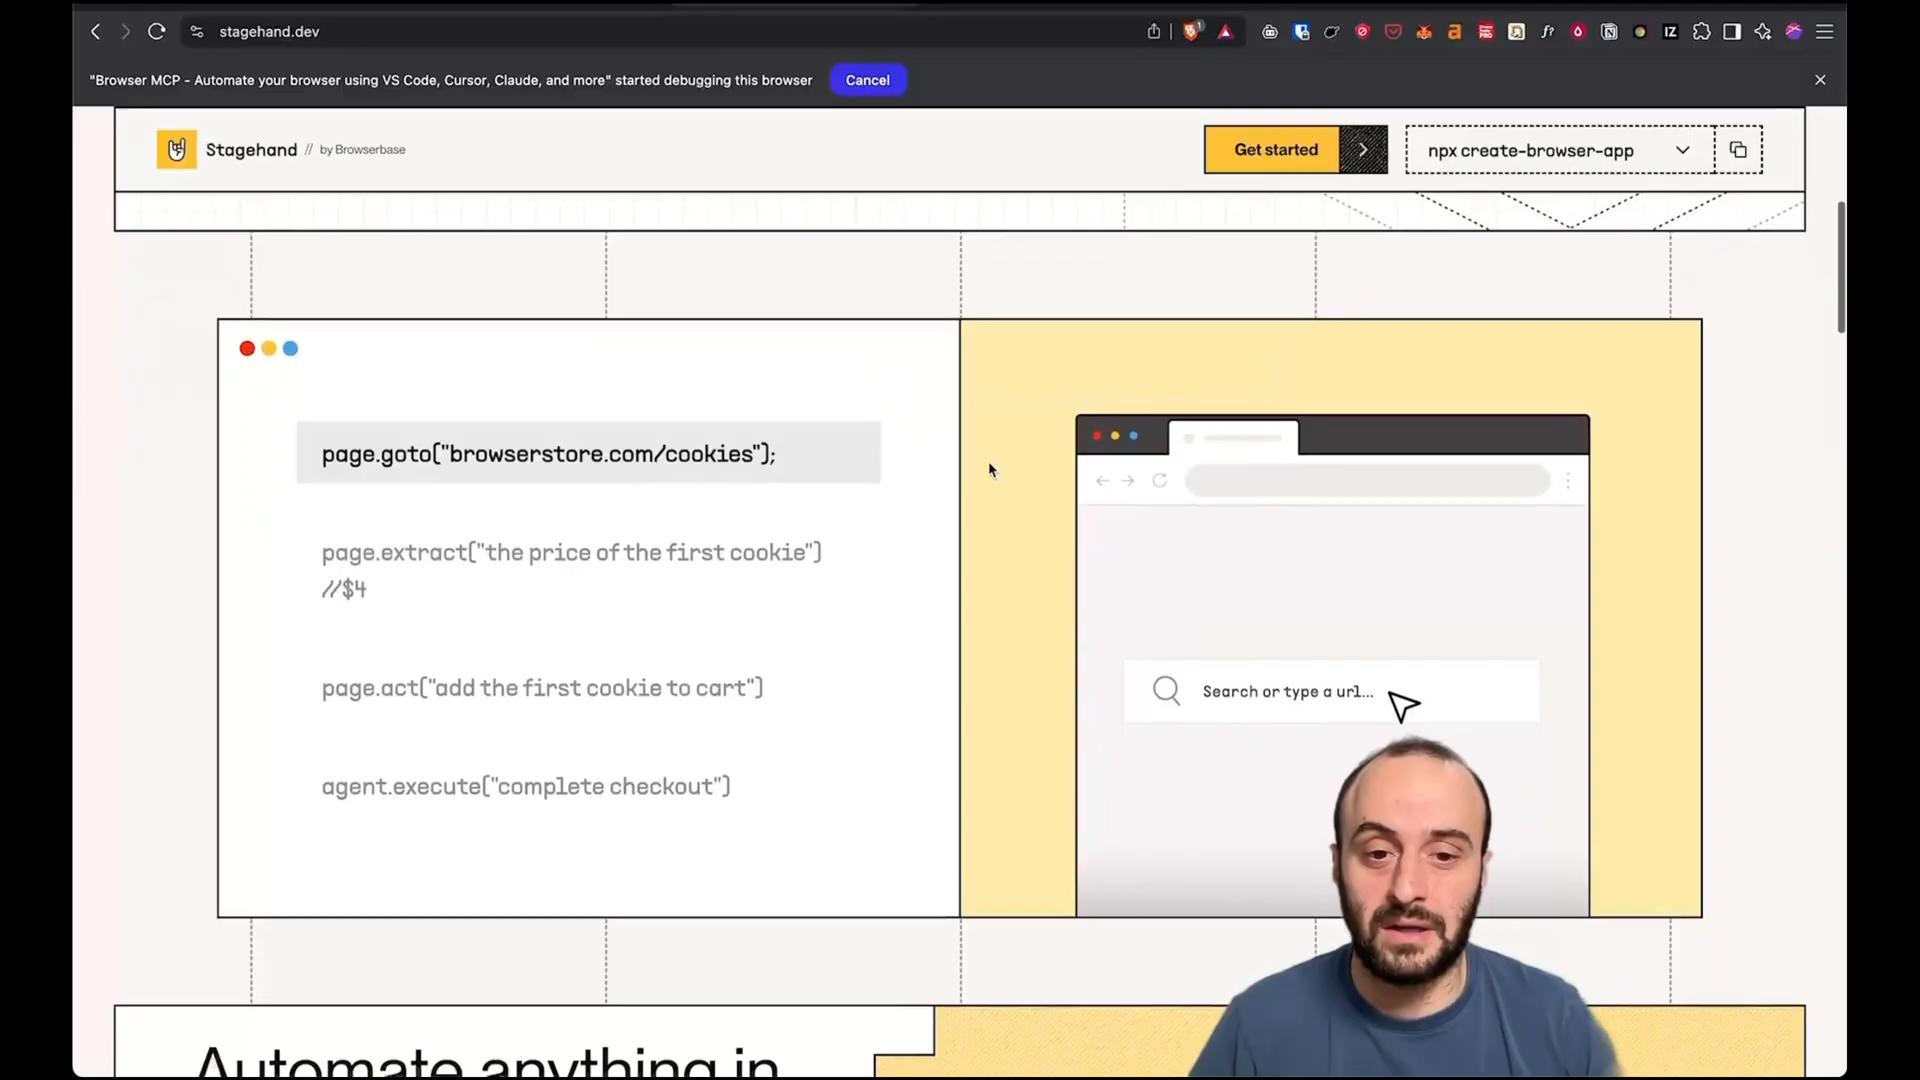 stagehand.dev
"Browser MCP - Automate your browser using VS Code, Cursor, Claude, and more" started debugging this browser
Cancel
Stagehand // by Browserbase
Get started
npx create-browser-app
page.goto("browserstore.com/cookies");
page.extract("the price of the first cookie")
//$4
page.act("add the first cookie to cart")
agent.execute("complete checkout")
Search or type a url...
Automate anything in